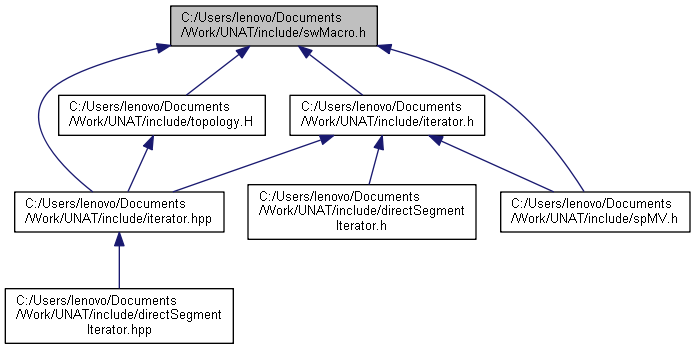 C:/Users/lenovo/Documents
/Work/UNAT/include/swMacro.h
C:/Users/lenovo/Documents
/Work/UNAT/include/topology.H
C:/Users/lenovo/Documents
/Work/UNAT/include/iterator.h
C:/Users/lenovo/Documents
/Work/UNAT/include/iterator.hpp
C:/Users/lenovo/Documents
/Work/UNAT/include/directSegment
Iterator.h
C:/Users/lenovo/Documents
/Work/UNAT/include/spMV.h
C:/Users/lenovo/Documents
/Work/UNAT/include/directSegment
Iterator.hpp